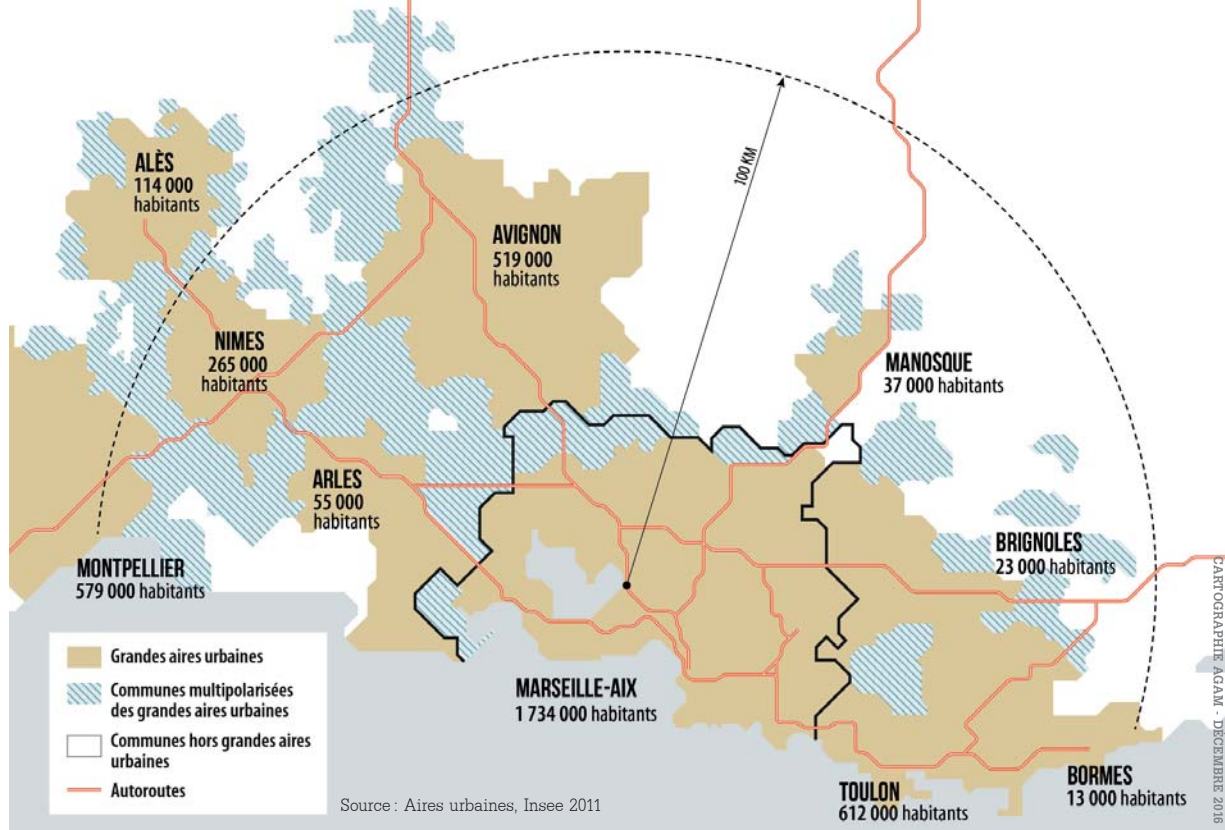 100 KM
ALÈS
114 000
habitants
AVIGNON
519 000
habitants
NIMES
265 000
habitants
MANOSQUE
37 000 habitants
ARLES
55 000
habitants
BRIGNOLES
23 000 habitants
MONTPELLIER
579 000 habitants
MARSEILLE-AIX
1 734 000 habitants
TOULON
612 000 habitants
BORMES
13 000 habitants
Grandes aires urbaines
Communes multipolarisées
des grandes aires urbaines
Communes hors grandes aires
urbaines
Autoroutes
Source : Aires urbaines, Insee 2011
CARTOGRAPHIE AGAM - DECEMBRE 2016